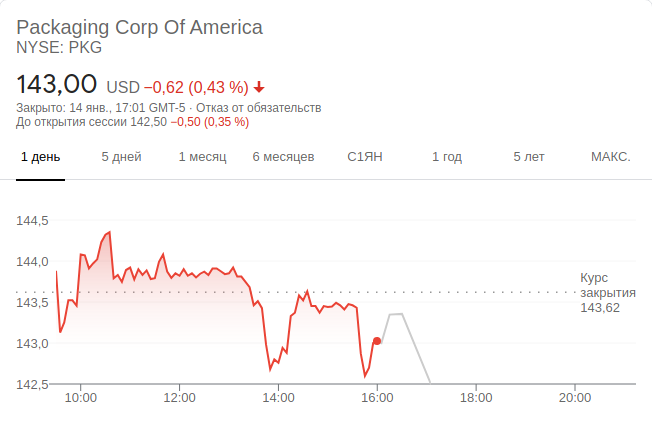 Packaging Corp Of America
NYSE: PKG
143,00 USD −0,62 (0,43 %)
Закрыто: 14 янв., 17:01 GMT-5 · Отказ от обязательств
До открытия сессии 142,50 −0,50 (0,35 %)
1 день 5 дней 1 месяц 6 месяцев С1ЯН 1 год 5 лет МАКС.
144,5
144,0
Курс
143,5
закрытия
143,62
143,0
142,5
10:00 12:00 14:00 16:00 18:00 20:00